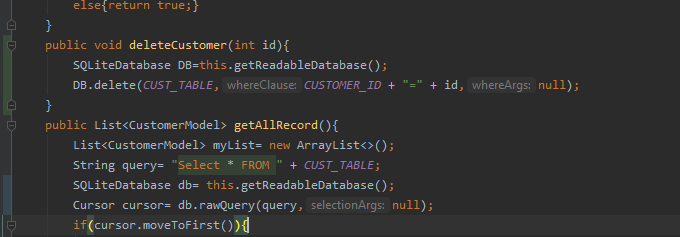 else{return true;}
}
public void deleteCustomer(int id){
SQLiteDatabase DB=this.getReadableDatabase();
DB.delete(CUST_TABLE, whereClause: CUSTOMER_ID + "=" + id, whereArgs: null);
}
public List<CustomerModel> getAllRecord(){
List<CustomerModel> myList= new ArrayList<>();
String query= "Select * FROM " + CUST_TABLE;
SQLiteDatabase db= this.getReadableDatabase();
Cursor cursor= db.rawQuery(query, selectionArgs: null);
if(cursor.moveToFirst()){